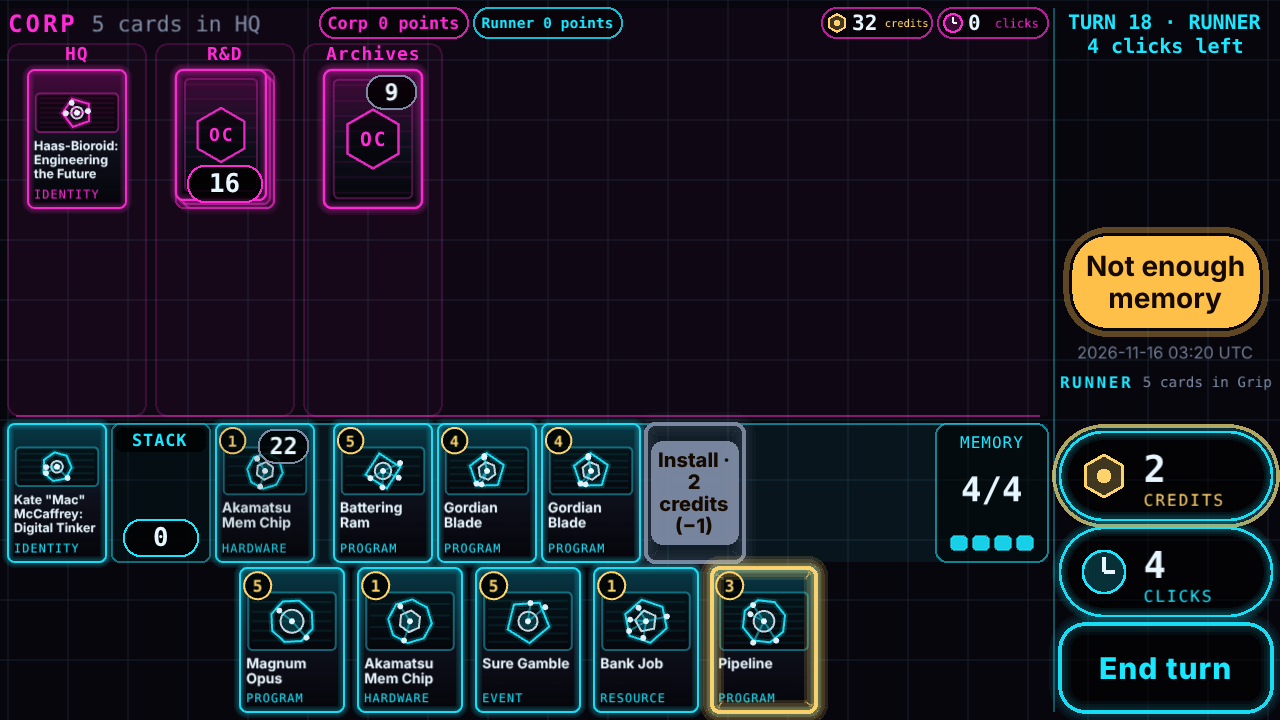 CORP 5 cards in HQ
Corp 0 points
Runner 0 points
32 credits
0 clicks
TURN 18 · RUNNER
4 clicks left
HQ
R&D
Archives
Haas-Bioroid:
Engineering
the Future
IDENTITY
OC
16
9
OC
Not enough
memory
2026-11-16 03:20 UTC
RUNNER 5 cards in Grip
Kate "Mac"
McCaffrey:
Digital Tinker
IDENTITY
STACK
0
1
22
Akamatsu
Mem Chip
HARDWARE
5
Battering
Ram
PROGRAM
4
Gordian
Blade
PROGRAM
4
Gordian
Blade
PROGRAM
Install ·
2
credits
(−1)
MEMORY
4/4
2
CREDITS
4
CLICKS
End turn
5
Magnum
Opus
PROGRAM
1
Akamatsu
Mem Chip
HARDWARE
5
Sure Gamble
EVENT
1
Bank Job
RESOURCE
3
Pipeline
PROGRAM